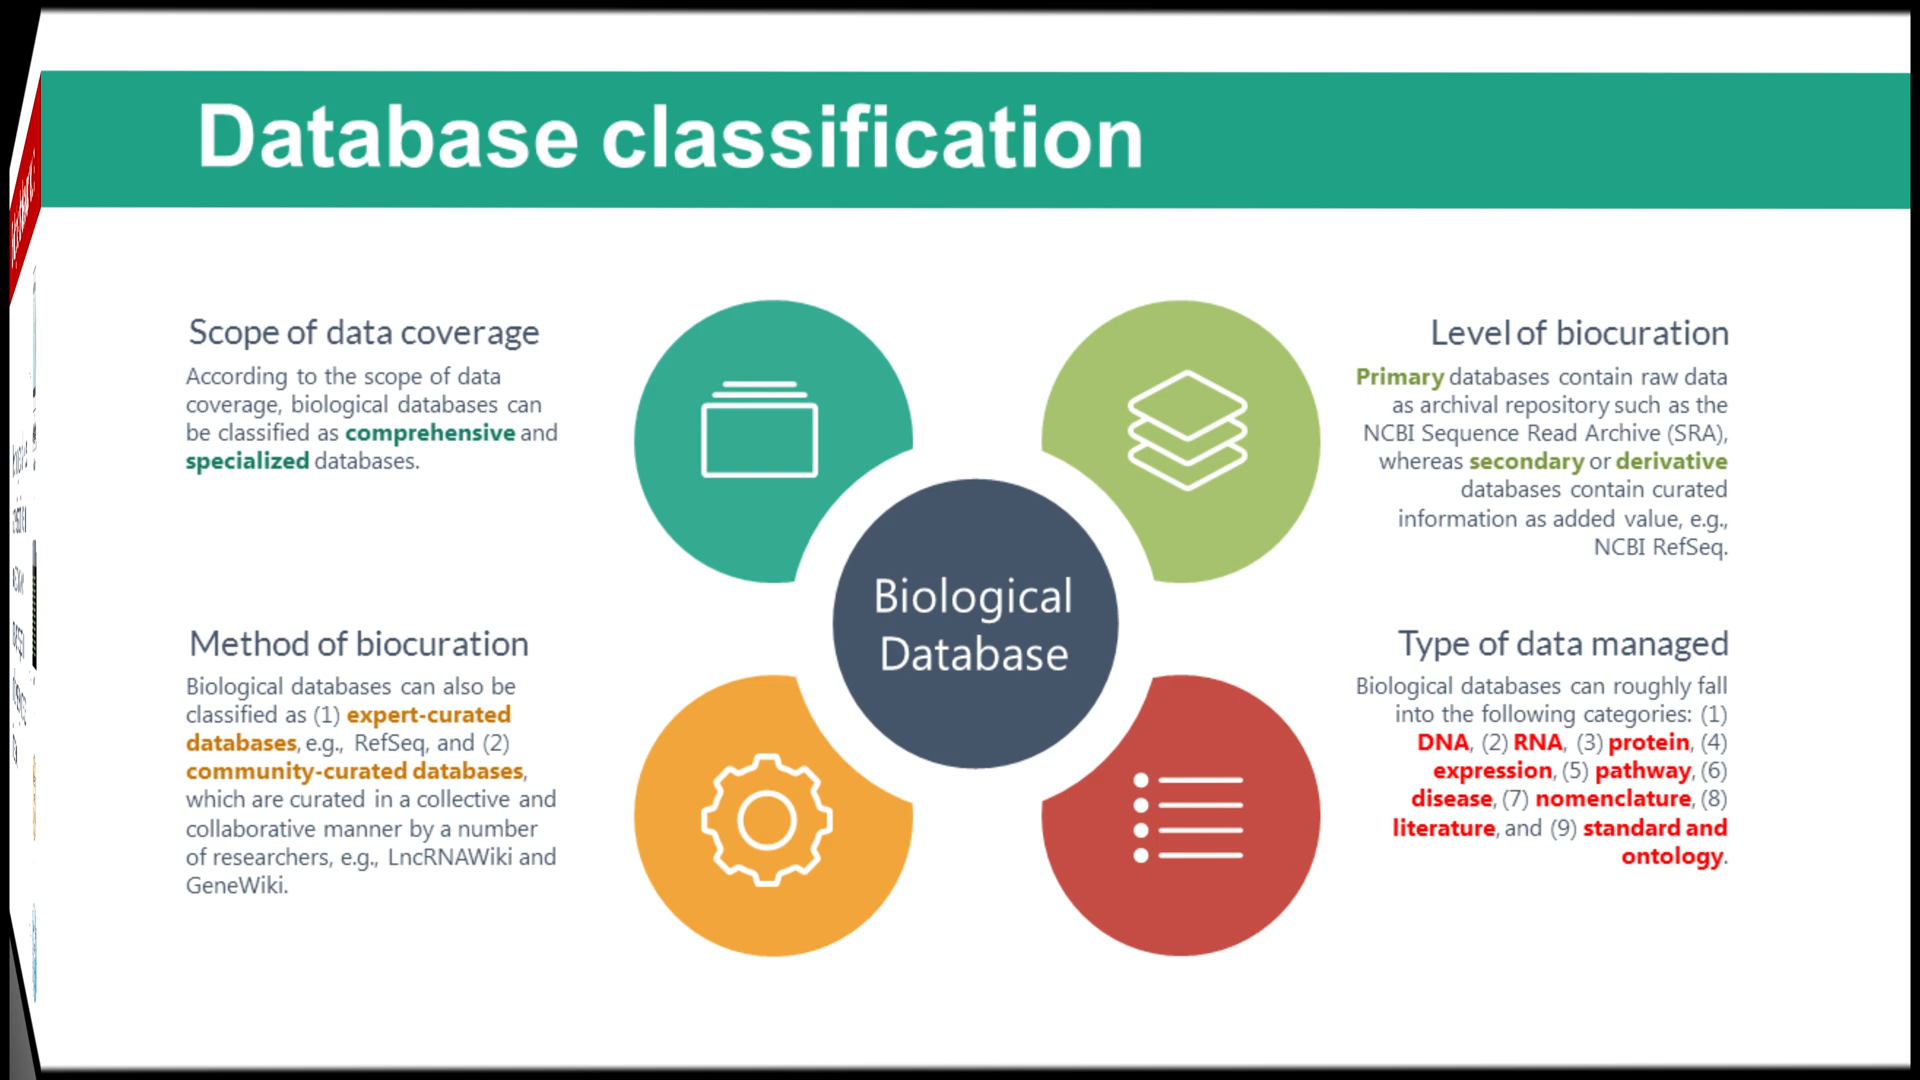 Database classification
Scope of data coverage
According to the scope of data
coverage, biological databases can
be classified as comprehensive and
specialized databases.
Level of biocuration
Primary databases contain raw data
as archival repository such as the
NCBI Sequence Read Archive (SRA),
whereas secondary or derivative
databases contain curated
information as added value, e.g.,
NCBI RefSeq.
Biological
Database
Method of biocuration
Biological databases can also be
classified as (1) expert-curated
databases, e.g., RefSeq, and (2)
community-curated databases,
which are curated in a collective and
collaborative manner by a number
of researchers, e.g., LncRNAWiki and
GeneWiki.
Type of data managed
Biological databases can roughly fall
into the following categories: (1)
DNA, (2) RNA, (3) protein, (4)
expression, (5) pathway, (6)
disease, (7) nomenclature, (8)
literature, and (9) standard and
ontology.